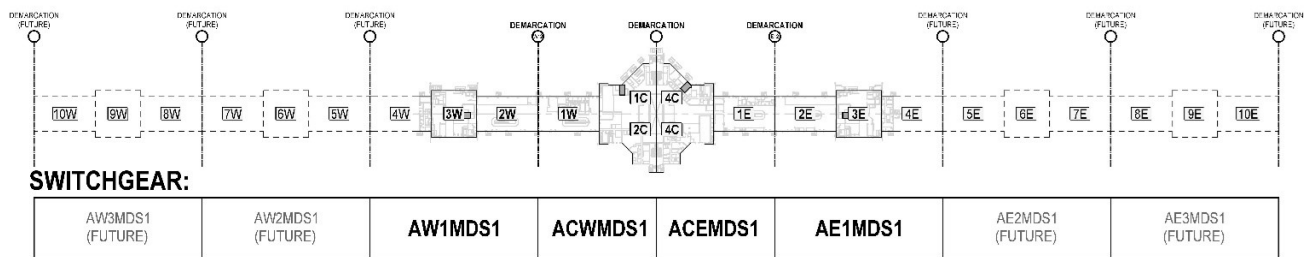 DEMARCATION
(FUTURE)
DEMARCATION
(FUTURE)
DEMARCATION
(FUTURE)
DEMARCATION
DEMARCATION
DEMARCATION
DEMARCATION
(FUTURE)
DEMARCATION
(FUTURE)
DEMARCATION
(FUTURE)
10W 9W 8W 7W 6W 5W 4W 3W 2W 1W 1C 4C 1E 2E 3E 4E 5E 6E 7E 8E 9E 10E
2C 4C
SWITCHGEAR:
AW3MDS1
(FUTURE)
AW2MDS1
(FUTURE)
AW1MDS1
ACWMDS1
ACEMDS1
AE1MDS1
AE2MDS1
(FUTURE)
AE3MDS1
(FUTURE)